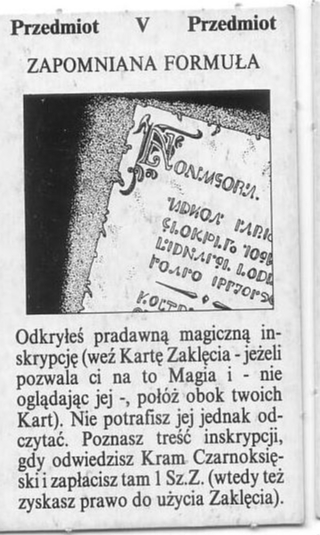 Przedmiot V Przedmiot
ZAPOMNIANA FORMUŁA
Odkryłeś pradawną magiczną in-
skrypcję (weź Kartę Zaklęcia - jeżeli
pozwala ci na to Magia i - nie
oglądając jej -, połóż obok twoich
Kart). Nie potrafisz jej jednak od-
czytać. Poznasz treść inskrypcji,
gdy odwiedzisz Kram Czarnoksię-
ski i zapłacisz tam 1 Sz.Z. (wtedy też
zyskasz prawo do użycia Zaklęcia).